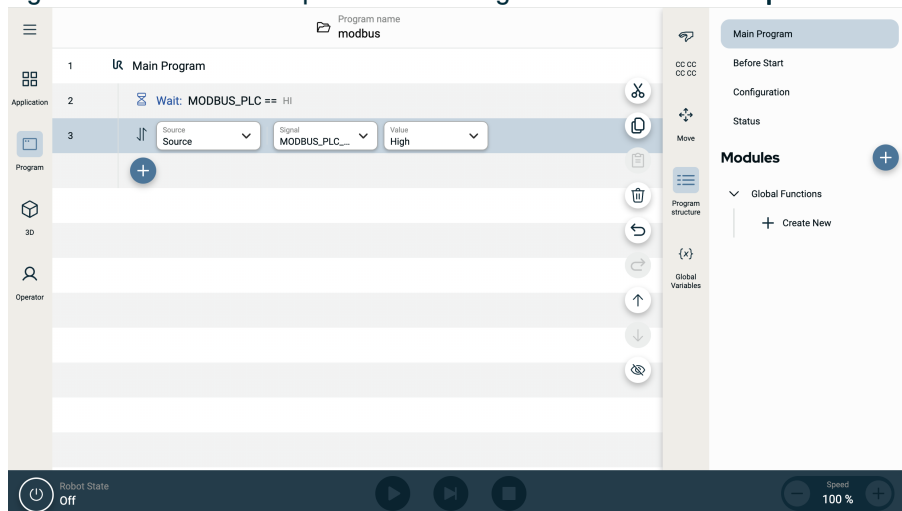 Program name
modbus
1 Main Program
2 Wait: MODBUS_PLC == HI
3 Source Source Signal MODBUS_PLC_... Value High
Application
Program
3D
Operator
CC CC
CC CC
Move
Program
structure
{x}
Global
Variables
Main Program
Before Start
Configuration
Status
Modules
Global Functions
Create New
Robot State
Off
Speed
100 %